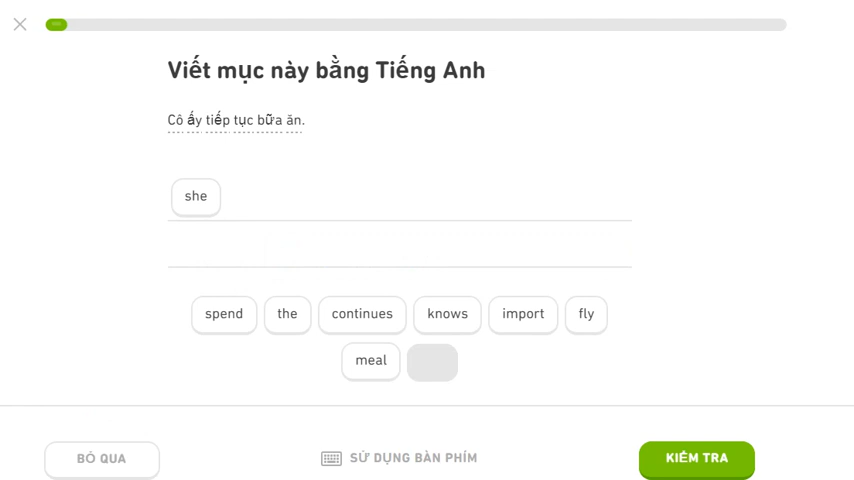 Viết mục này bằng Tiếng Anh
Cô ấy tiếp tục bữa ăn.
she
spend the continues knows import fly
meal
BỎ QUA SỬ DỤNG BÀN PHÍM KIỂM TRA